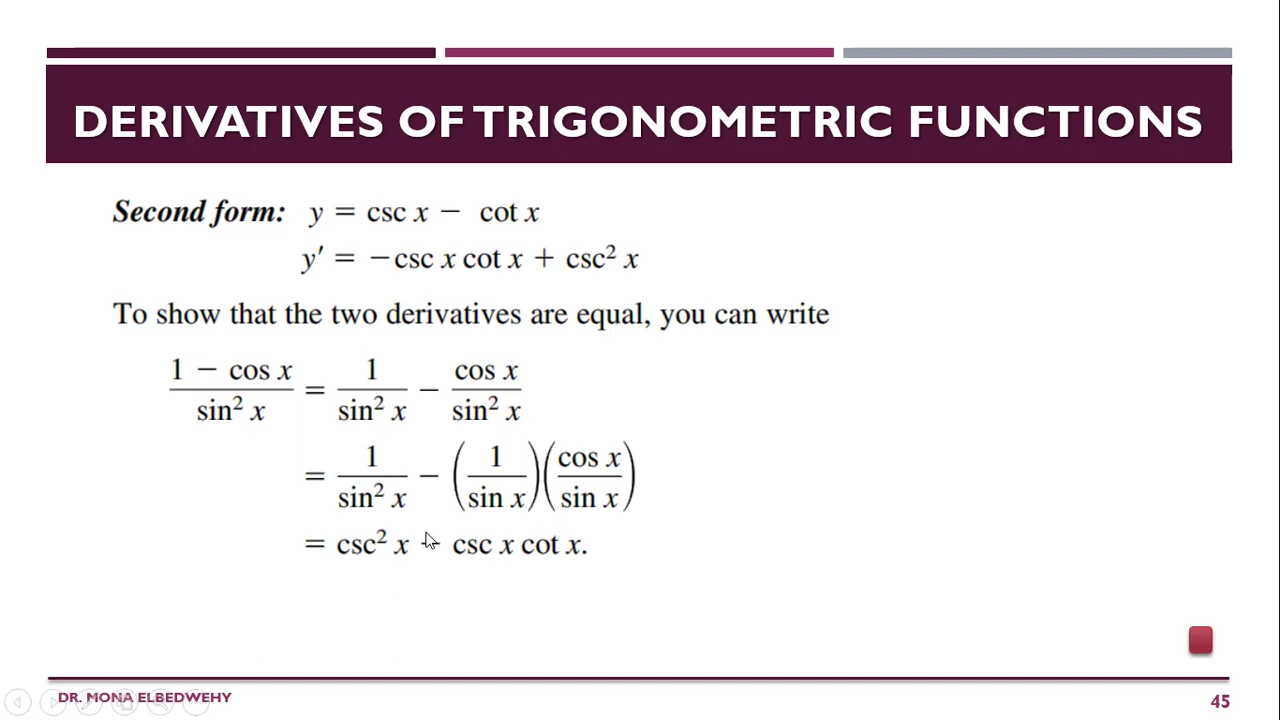 DERIVATIVES OF TRIGONOMETRIC FUNCTIONS
Second form: y = csc x − cot x
y′ = −csc x cot x + csc² x
To show that the two derivatives are equal, you can write
(1 − cos x)/(sin² x) = 1/(sin² x) − (cos x)/(sin² x)
= 1/(sin² x) − (1/(sin x))((cos x)/(sin x))
= csc² x − csc x cot x.
DR. MONA ELBEDWEHY
45